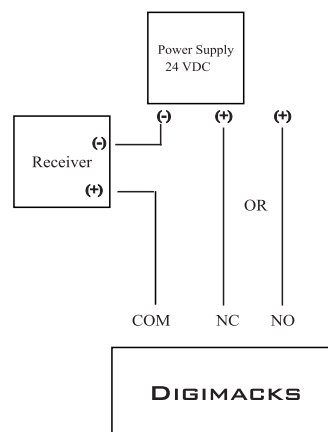 Power Supply
24 VDC
(-) (+) (+)
(-)
Receiver
(+)
OR
COM NC NO
DIGIMACKS